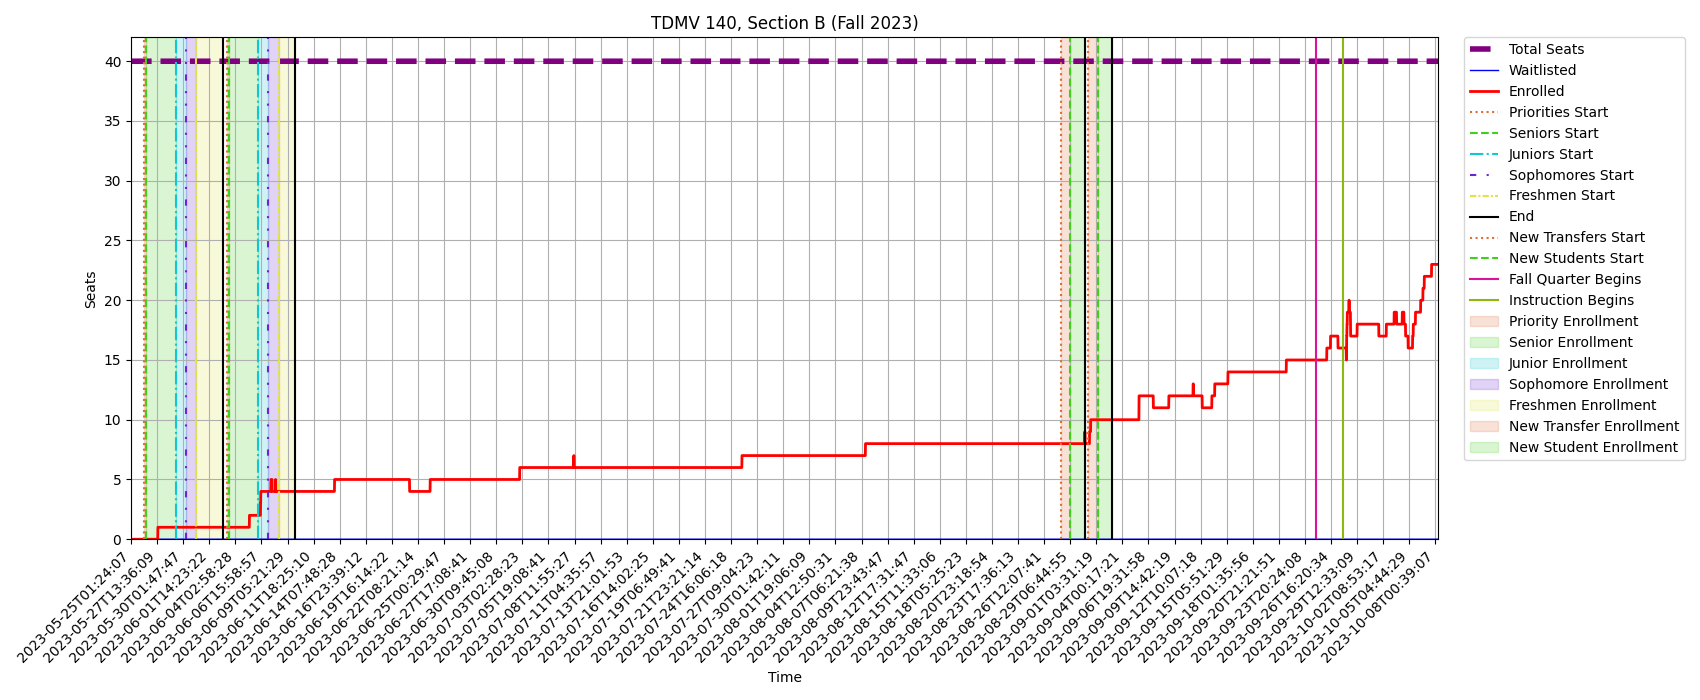 TDMV 140, Section B (Fall 2023)
Seats
40
35
30
25
20
15
10
5
0
2023-05-25T01:24:07
2023-05-27T13:36:09
2023-05-30T01:47:47
2023-06-01T14:23:22
2023-06-04T02:58:28
2023-06-06T15:58:57
2023-06-09T05:21:29
2023-06-11T18:25:10
2023-06-14T07:48:28
2023-06-16T23:39:12
2023-06-19T16:14:22
2023-06-22T08:21:14
2023-06-25T00:29:47
2023-06-27T17:08:41
2023-06-30T09:45:08
2023-07-03T02:28:23
2023-07-05T19:08:41
2023-07-08T11:55:27
2023-07-11T04:35:57
2023-07-13T21:01:53
2023-07-16T14:02:25
2023-07-19T06:49:41
2023-07-21T23:21:14
2023-07-24T16:06:18
2023-07-27T09:04:23
2023-07-30T01:42:11
2023-08-01T19:06:09
2023-08-04T12:50:31
2023-08-07T06:21:38
2023-08-09T23:43:47
2023-08-12T17:31:47
2023-08-15T11:33:06
2023-08-18T05:25:23
2023-08-20T23:18:54
2023-08-23T17:36:13
2023-08-26T12:07:41
2023-08-29T06:44:55
2023-09-01T03:31:19
2023-09-04T00:17:21
2023-09-06T19:31:58
2023-09-09T14:42:19
2023-09-12T10:07:18
2023-09-15T05:51:29
2023-09-18T01:35:56
2023-09-20T21:21:51
2023-09-23T20:24:08
2023-09-26T16:20:34
2023-09-29T12:33:09
2023-10-02T08:53:17
2023-10-05T04:44:29
2023-10-08T00:39:07
Time
Total Seats
Waitlisted
Enrolled
Priorities Start
Seniors Start
Juniors Start
Sophomores Start
Freshmen Start
End
New Transfers Start
New Students Start
Fall Quarter Begins
Instruction Begins
Priority Enrollment
Senior Enrollment
Junior Enrollment
Sophomore Enrollment
Freshmen Enrollment
New Transfer Enrollment
New Student Enrollment